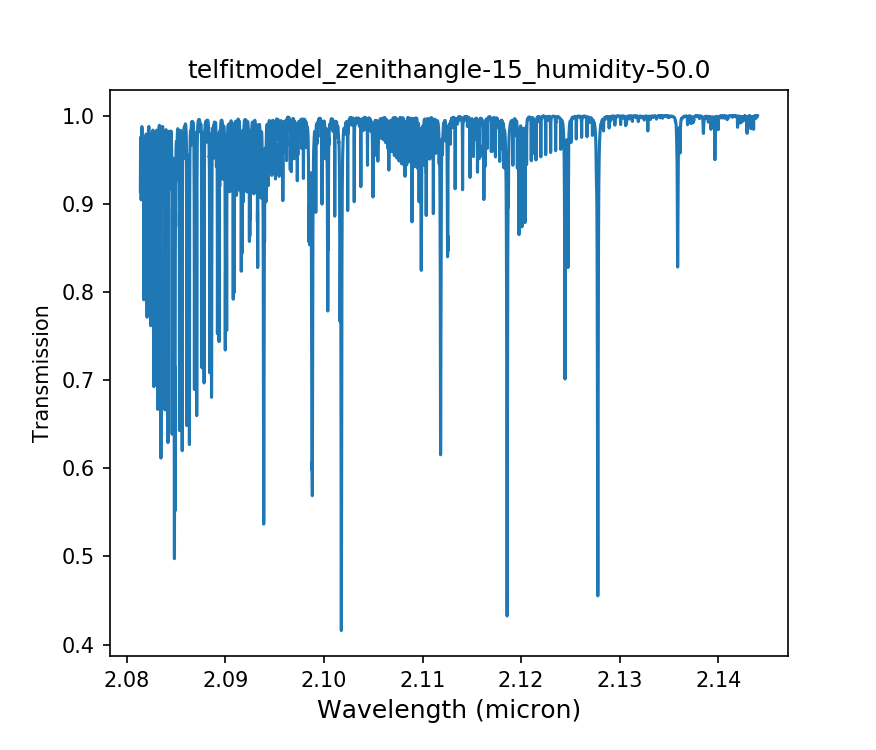 telfitmodel_zenithangle-15_humidity-50.0
1.0
0.9
0.8
0.7
0.6
0.5
0.4
Transmission
2.08 2.09 2.10 2.11 2.12 2.13 2.14
Wavelength (micron)